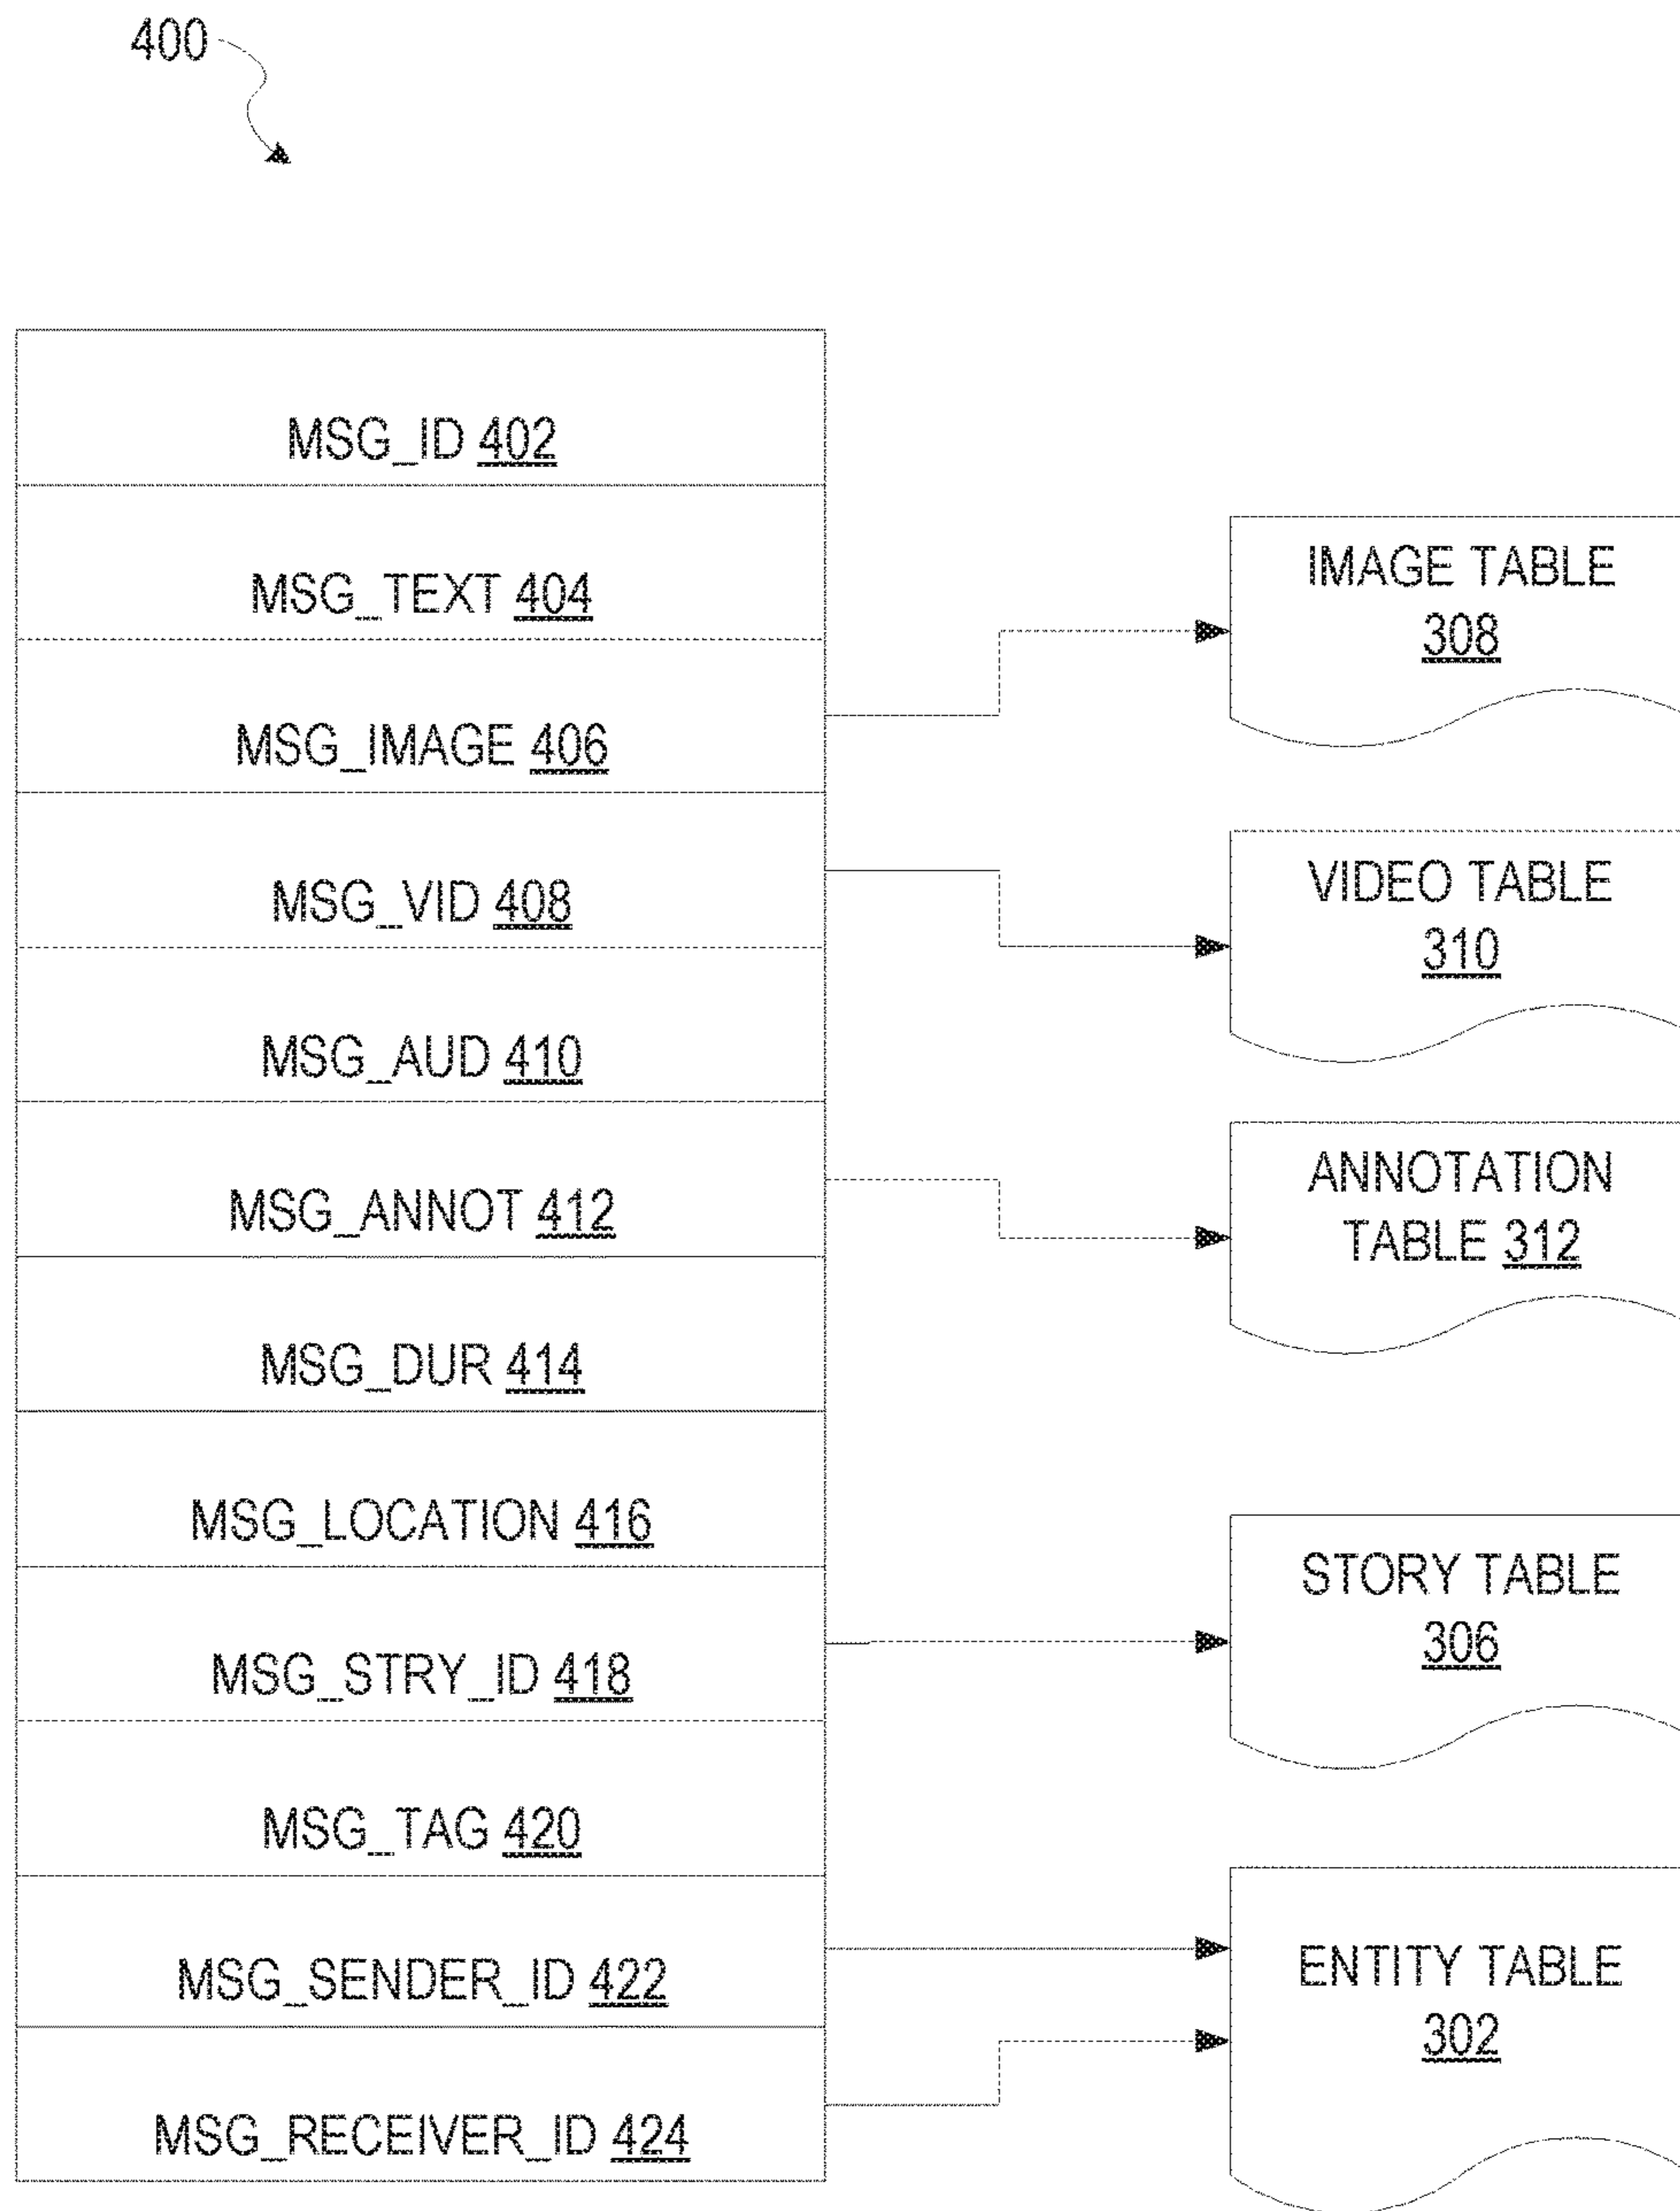 400
MSG_ID 402
MSG_TEXT 404
MSG_IMAGE 406
MSG_VID 408
MSG_AUD 410
MSG_ANNOT 412
MSG_DUR 414
MSG_LOCATION 416
MSG_STRY_ID 418
MSG_TAG 420
MSG_SENDER_ID 422
MSG_RECEIVER_ID 424
IMAGE TABLE
308
VIDEO TABLE
310
ANNOTATION
TABLE 312
STORY TABLE
306
ENTITY TABLE
302